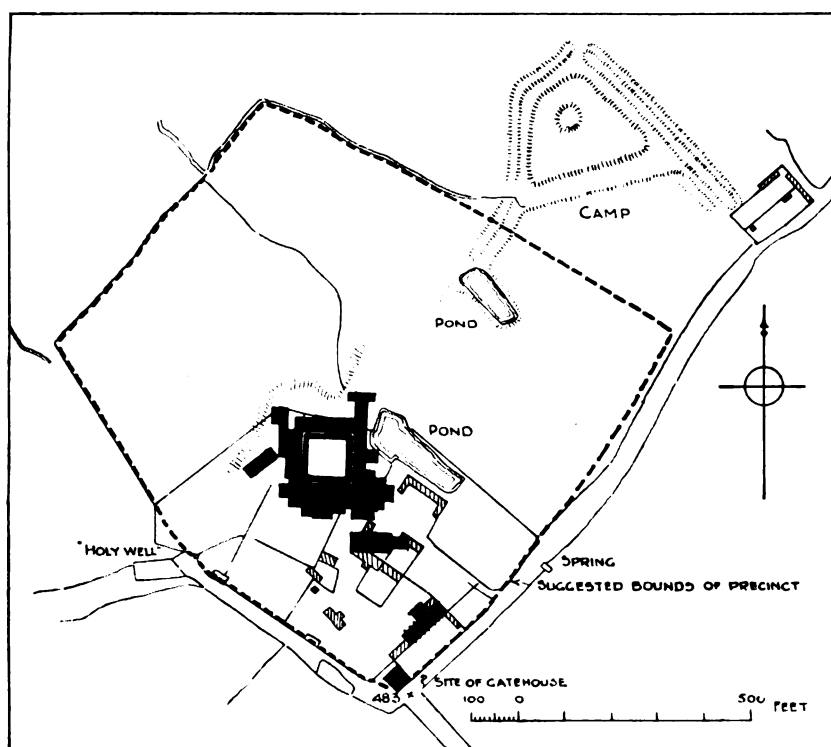 CAMP
POND
POND
"HOLY WELL"
SPRING
SUGGESTED BOUNDS OF PRECINCT
? SITE OF GATEHOUSE
483
100 0 500 FEET